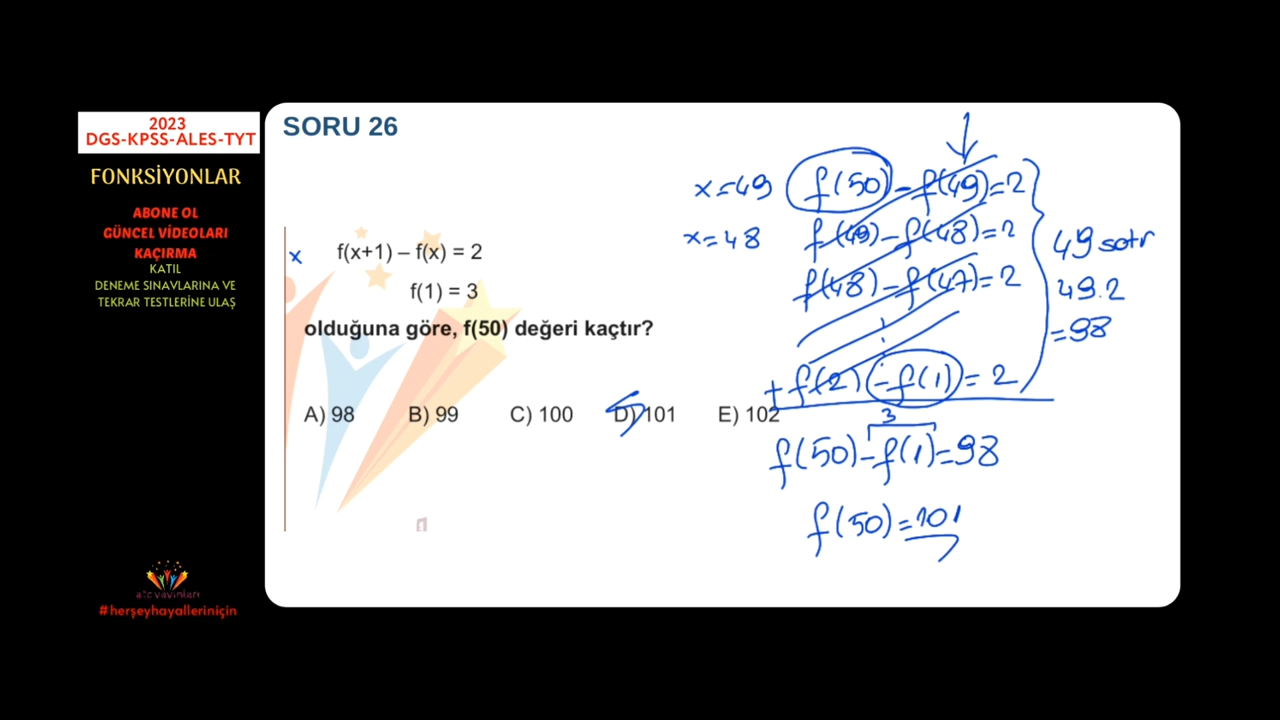 2023
DGS-KPSS-ALES-TYT
FONKSİYONLAR
ABONE OL
GÜNCEL VİDEOLARI
KAÇIRMA
KATIL
DENEME SINAVLARINA VE
TEKRAR TESTLERİNE ULAŞ
atc yayınları
#herşeyhayalleriniçin
SORU 26
x f(x+1) – f(x) = 2
f(1) = 3
olduğuna göre, f(50) değeri kaçtır?
A) 98 B) 99 C) 100 D) 101 E) 102
x=49 f(50)-f(49)=2
x=48 f(49)-f(48)=2
f(48)-f(47)=2
+ f(2)-f(1)=2
49 satır
49.2
=98
3
f(50)-f(1)=98
f(50)=101